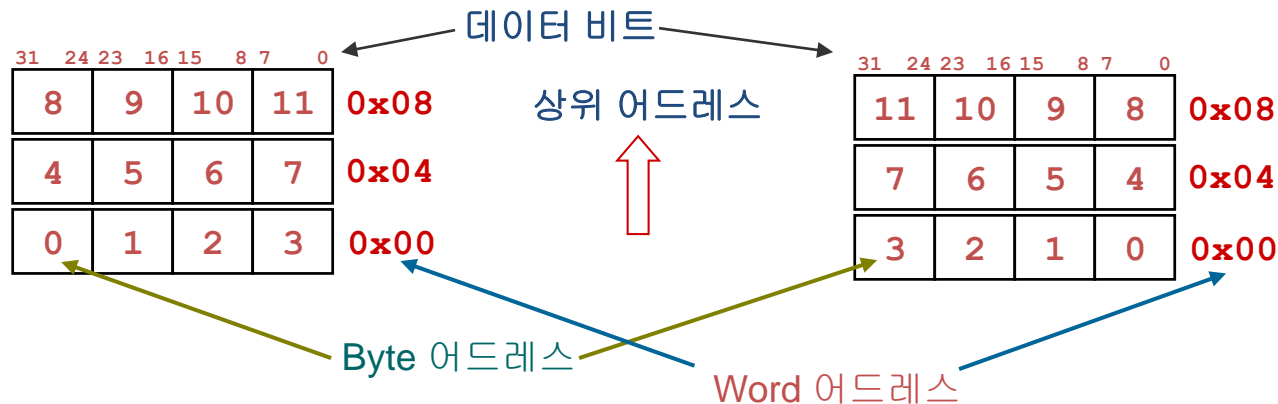 데이터 비트
31 24 23 16 15 8 7 0
8 9 10 11 0x08
4 5 6 7 0x04
0 1 2 3 0x00
상위 어드레스
31 24 23 16 15 8 7 0
11 10 9 8 0x08
7 6 5 4 0x04
3 2 1 0 0x00
Byte 어드레스
Word 어드레스